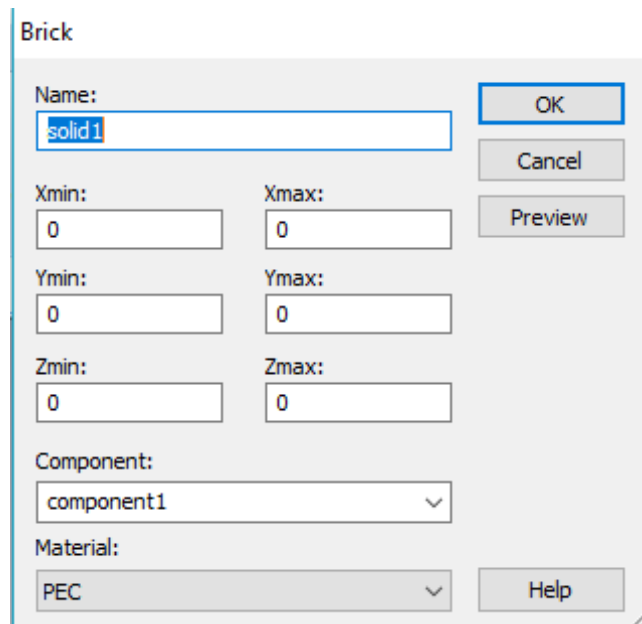 Brick
Name:
OK
solid1
Cancel
Xmin: Xmax:
Preview
0 0
Ymin: Ymax:
0 0
Zmin: Zmax:
0 0
Component:
component1
Material:
PEC
Help